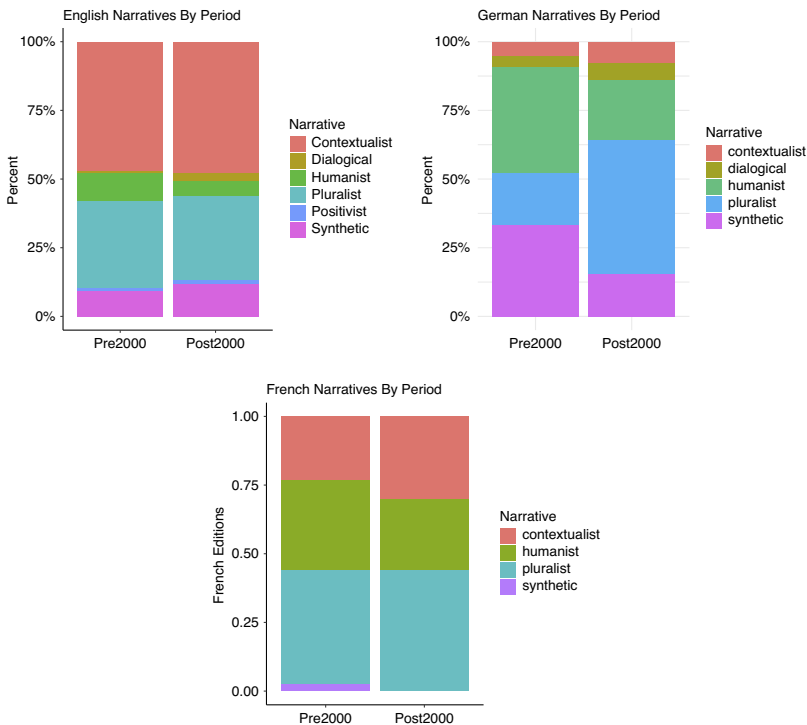 English Narratives By Period
100%
75%
50%
25%
0%
Percent
Pre2000
Post2000
Narrative
Contextualist
Dialogical
Humanist
Pluralist
Positivist
Synthetic
German Narratives By Period
100%
75%
50%
25%
0%
Percent
Pre2000
Post2000
Narrative
contextualist
dialogical
humanist
pluralist
synthetic
French Narratives By Period
1.00
0.75
0.50
0.25
0.00
French Editions
Pre2000
Post2000
Narrative
contextualist
humanist
pluralist
synthetic